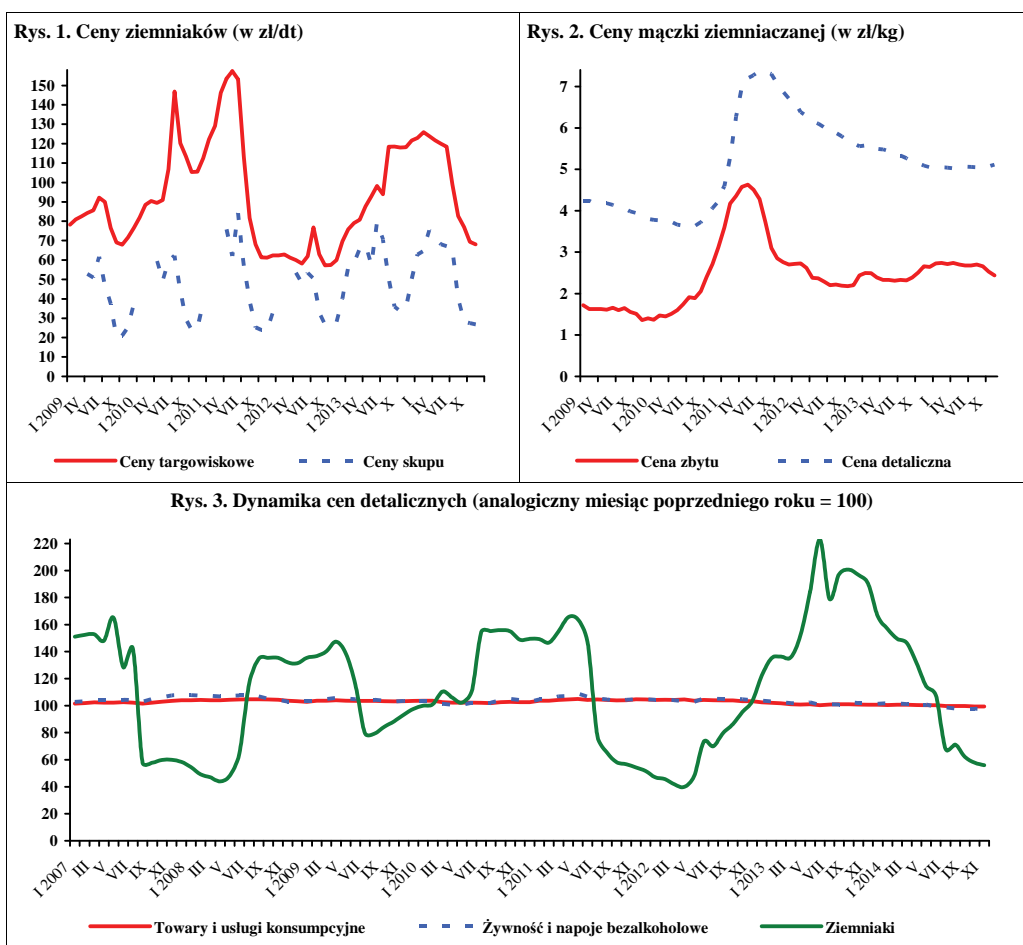 Rys. 1. Ceny ziemniaków (w zł/dt)
150
140
130
120
110
100
90
80
70
60
50
40
30
20
10
0
I 2009
IV
VII
X
I 2010
IV
VII
X
I 2011
IV
VII
X
I 2012
IV
VII
X
I 2013
IV
VII
X
I
IV
VII
X
Ceny targowiskowe
Ceny skupu
Rys. 2. Ceny mączki ziemniaczanej (w zł/kg)
7
6
5
4
3
2
1
0
I 2009
IV
VII
X
I 2010
IV
VII
X
I 2011
IV
VII
X
I 2012
IV
VII
X
I 2013
IV
VII
X
I
IV
VII
X
Cena zbytu
Cena detaliczna
Rys. 3. Dynamika cen detalicznych (analogiczny miesiąc poprzedniego roku = 100)
220
200
180
160
140
120
100
80
60
40
20
0
I 2007
III
V
VII
IX
XI
I 2008
III
V
VII
IX
XI
I 2009
III
V
VII
IX
XI
I 2010
III
V
VII
IX
XI
I 2011
III
V
VII
IX
XI
I 2012
III
V
VII
IX
XI
I 2013
III
V
VII
IX
XI
I 2014
III
V
VII
IX
XI
Towary i usługi konsumpcyjne
Żywność i napoje bezalkoholowe
Ziemniaki